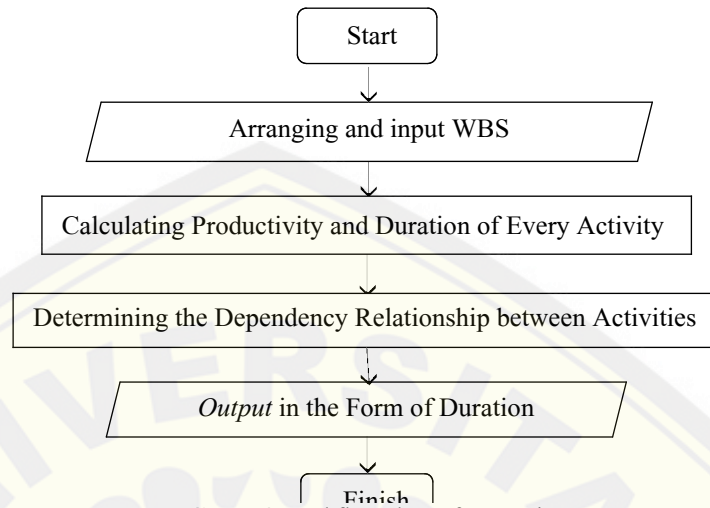 Start
Arranging and input WBS
Calculating Productivity and Duration of Every Activity
Determining the Dependency Relationship between Activities
Output in the Form of Duration
Finish